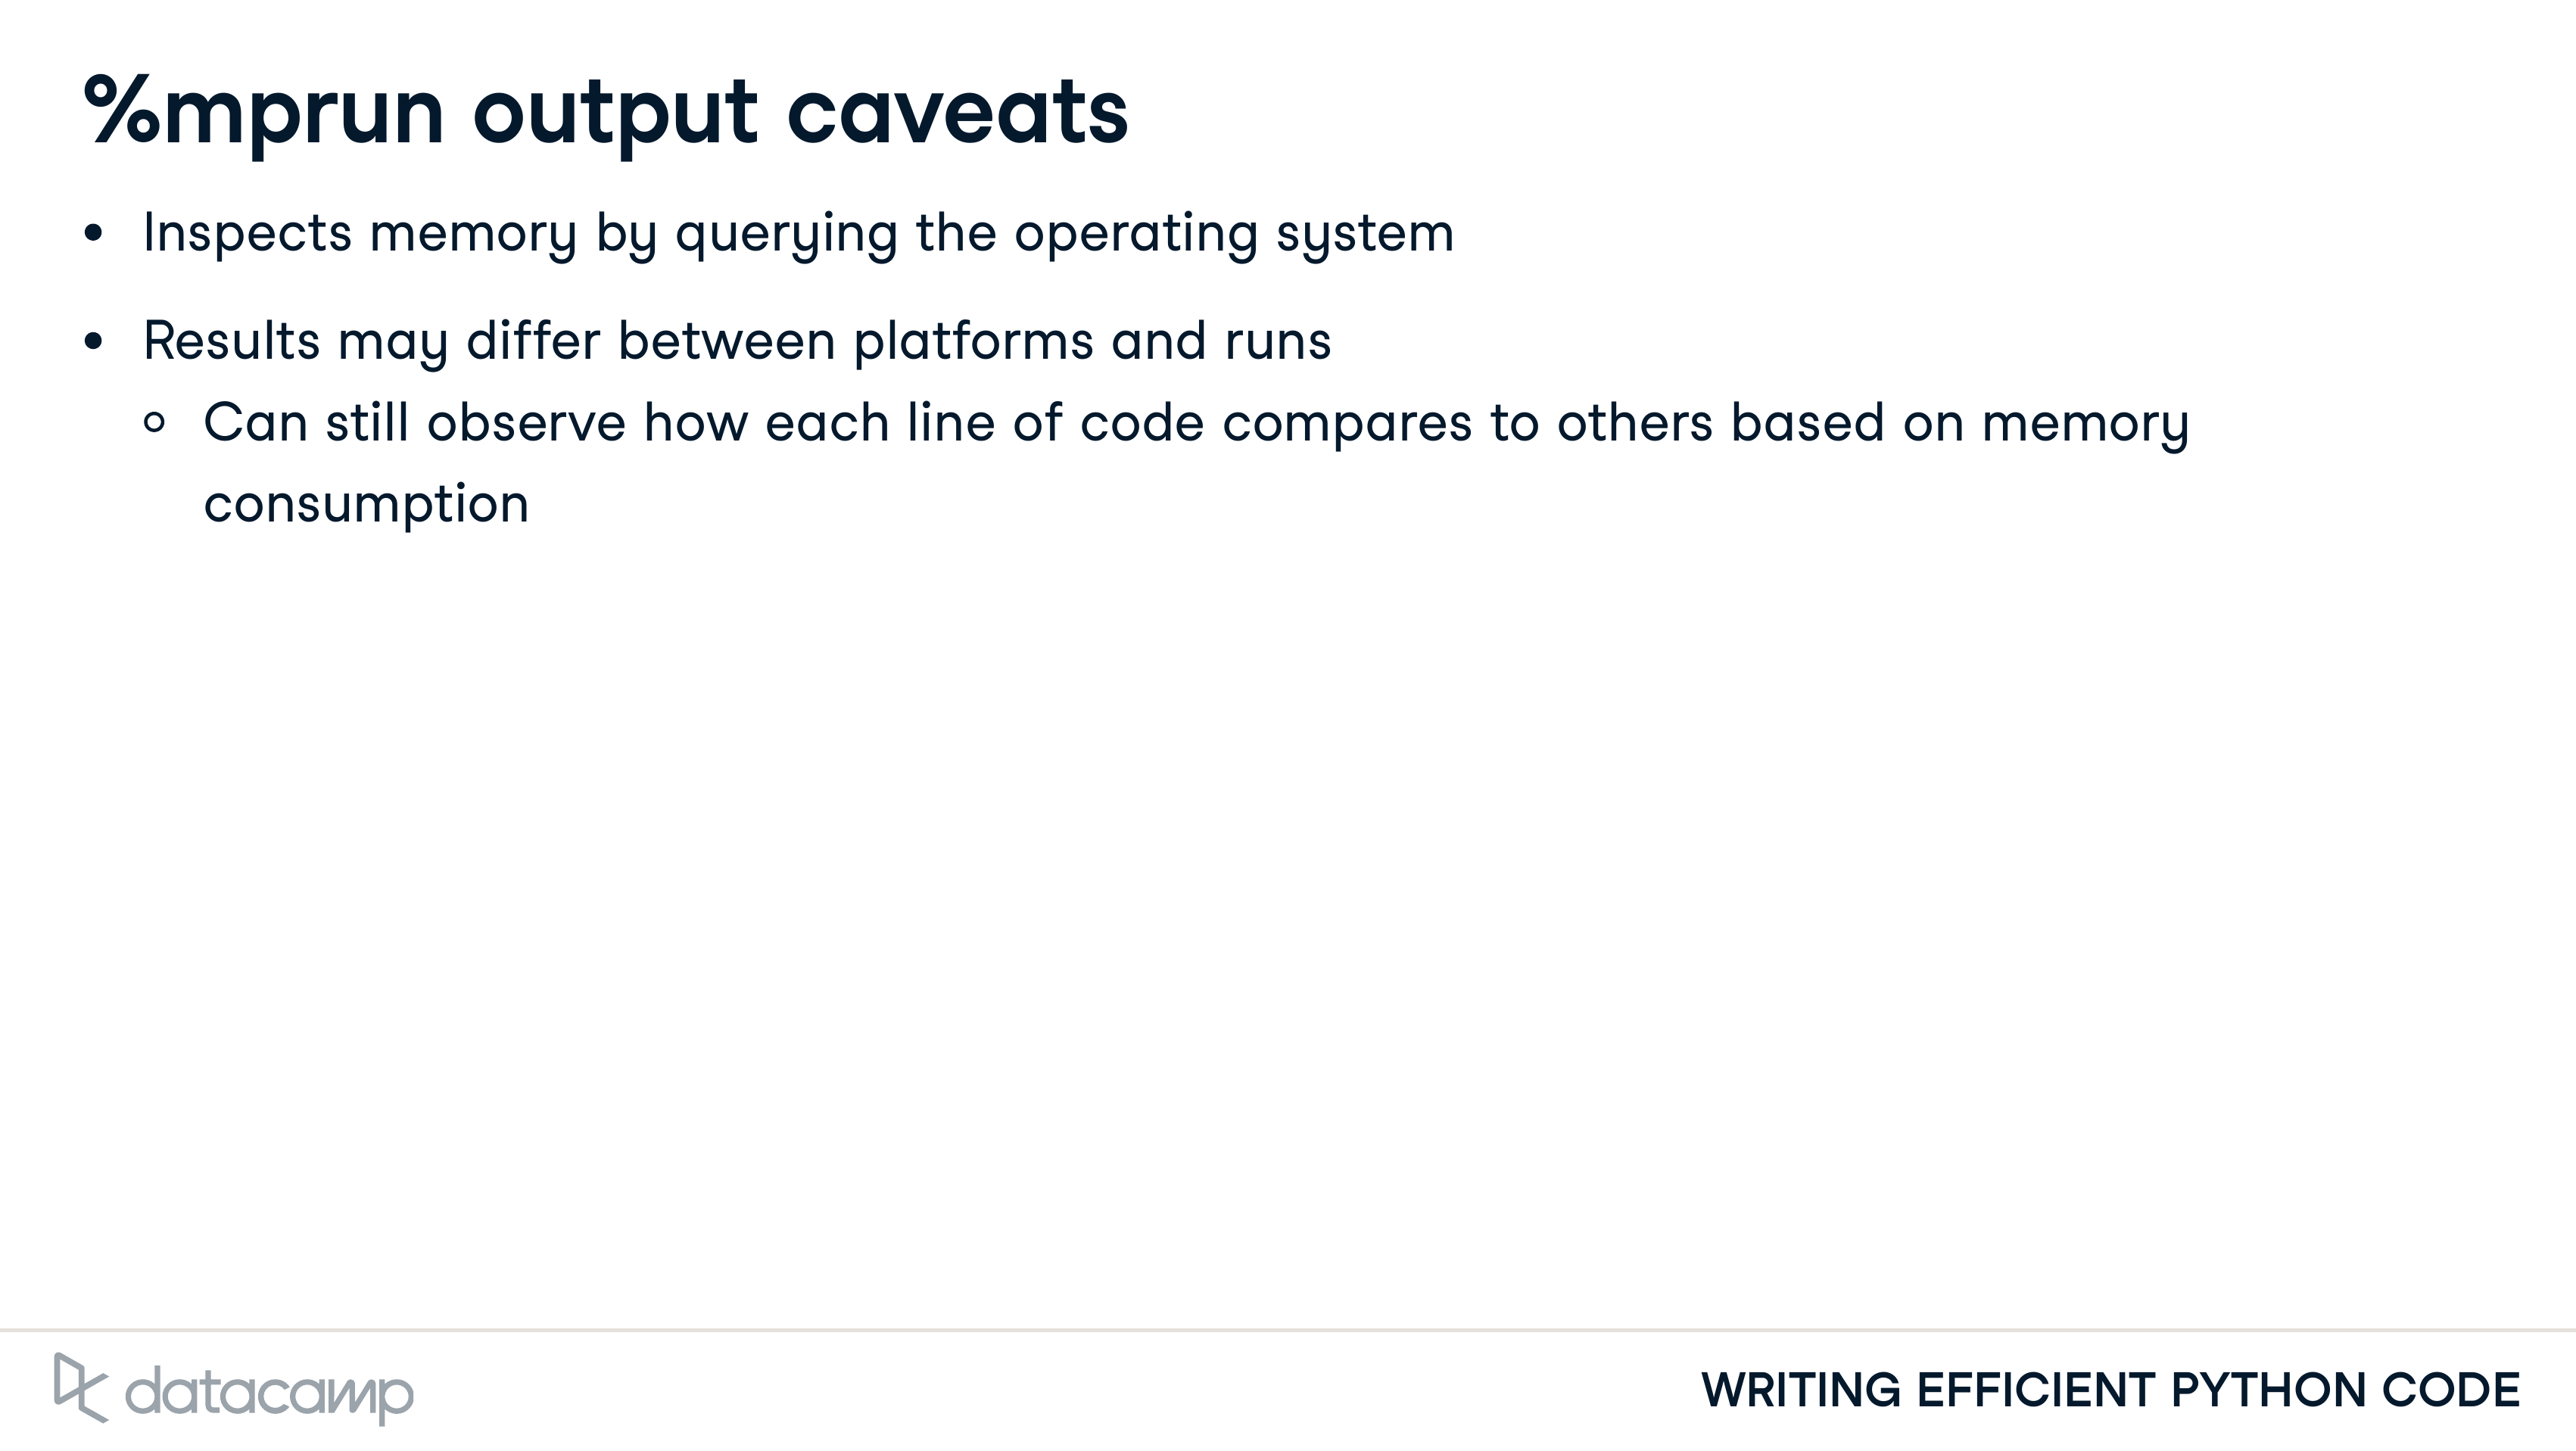 %mprun output caveats
• Inspects memory by querying the operating system
• Results may differ between platforms and runs
○ Can still observe how each line of code compares to others based on memory
consumption
datacamp
WRITING EFFICIENT PYTHON CODE